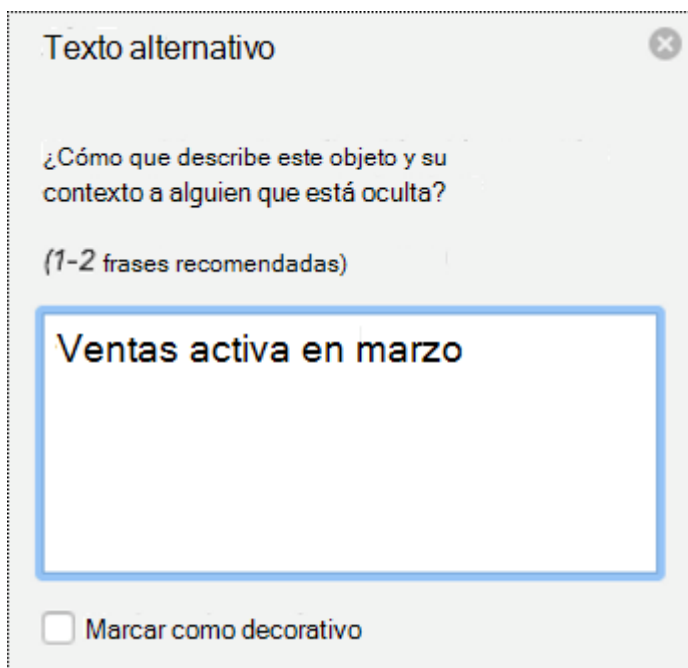 Texto alternativo
¿Cómo que describe este objeto y su
contexto a alguien que está oculta?
(1-2 frases recomendadas)
Ventas activa en marzo
Marcar como decorativo